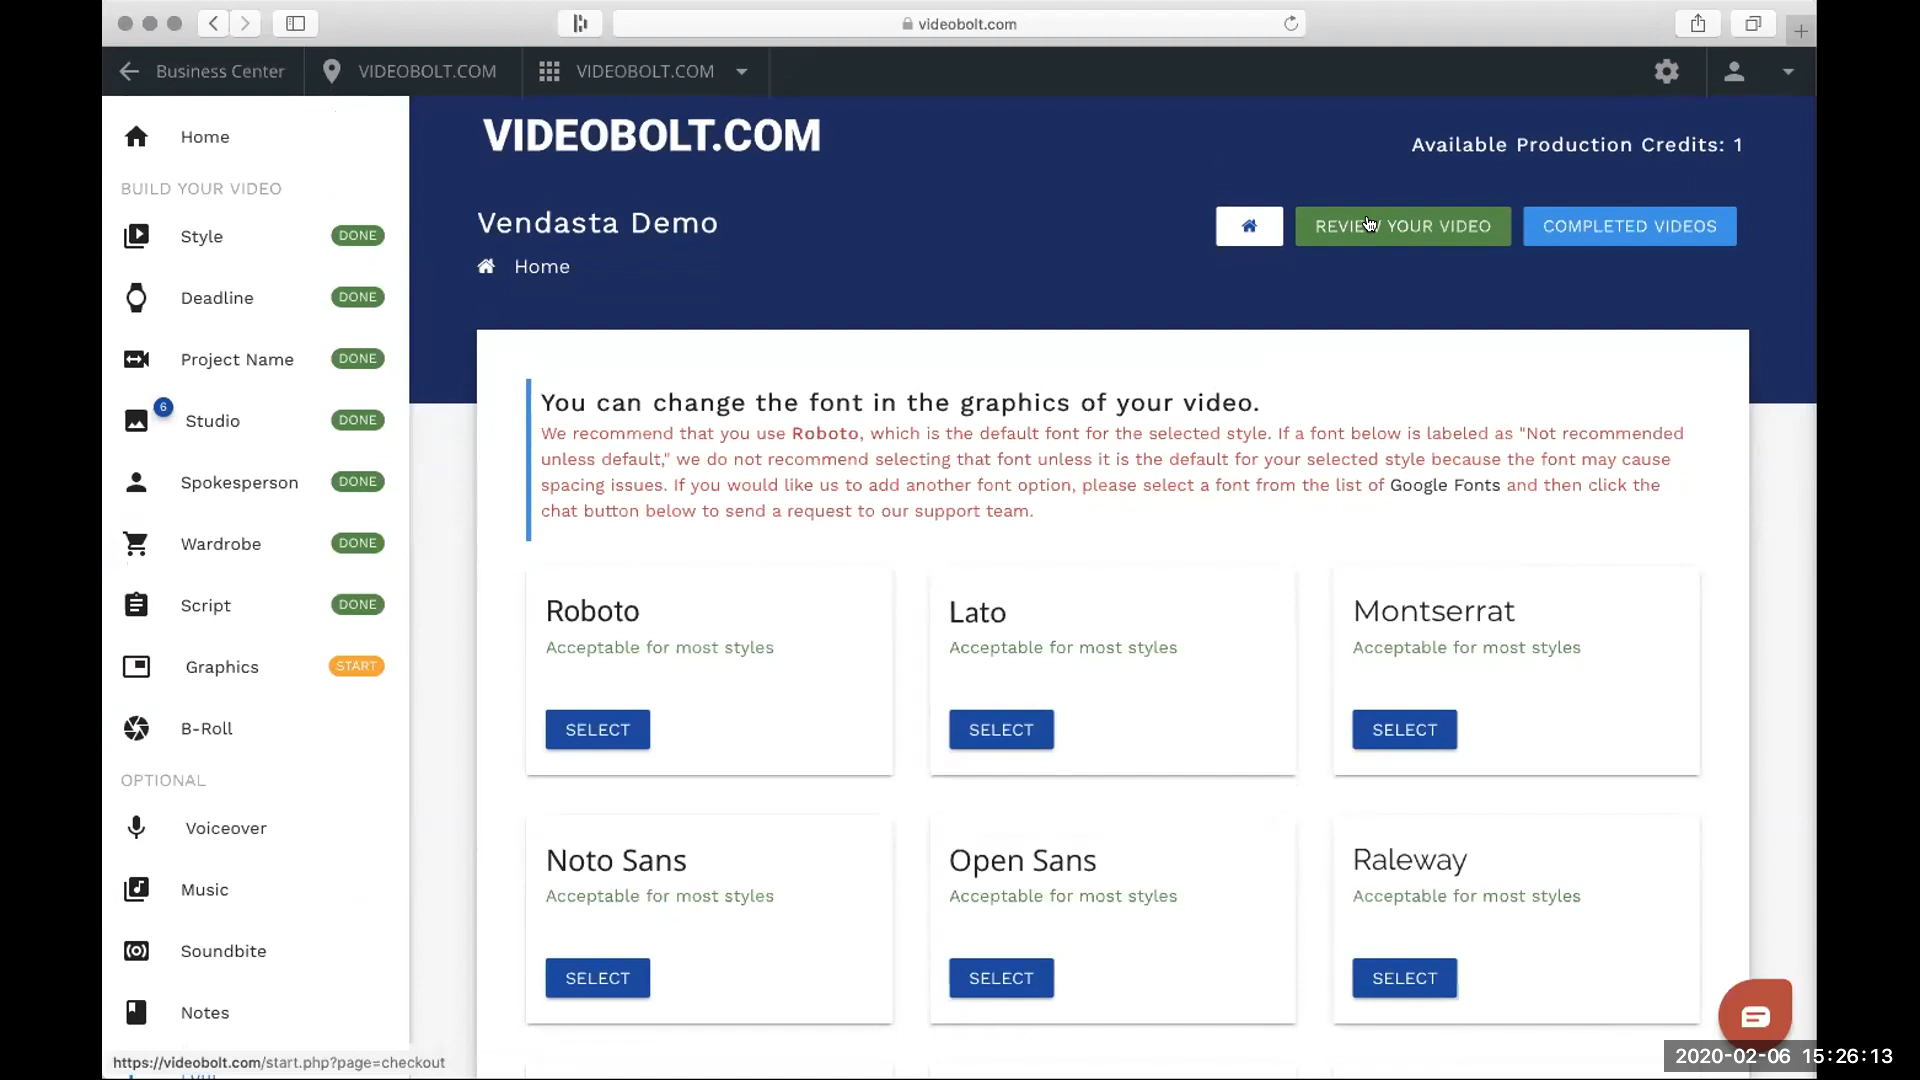 videobolt.com
Business Center
VIDEOBOLT.COM
VIDEOBOLT.COM
Home
BUILD YOUR VIDEO
Style DONE
Deadline DONE
Project Name DONE
6
Studio DONE
Spokesperson DONE
Wardrobe DONE
Script DONE
Graphics START
B-Roll
OPTIONAL
Voiceover
Music
Soundbite
Notes
https://videobolt.com/start.php?page=checkout
VIDEOBOLT.COM
Available Production Credits: 1
Vendasta Demo
REVIEW YOUR VIDEO
COMPLETED VIDEOS
Home
You can change the font in the graphics of your video.
We recommend that you use Roboto, which is the default font for the selected style. If a font below is labeled as "Not recommended
unless default," we do not recommend selecting that font unless it is the default for your selected style because the font may cause
spacing issues. If you would like us to add another font option, please select a font from the list of Google Fonts and then click the
chat button below to send a request to our support team.
Roboto
Acceptable for most styles
SELECT
Lato
Acceptable for most styles
SELECT
Montserrat
Acceptable for most styles
SELECT
Noto Sans
Acceptable for most styles
SELECT
Open Sans
Acceptable for most styles
SELECT
Raleway
Acceptable for most styles
SELECT
2020-02-06 15:26:13